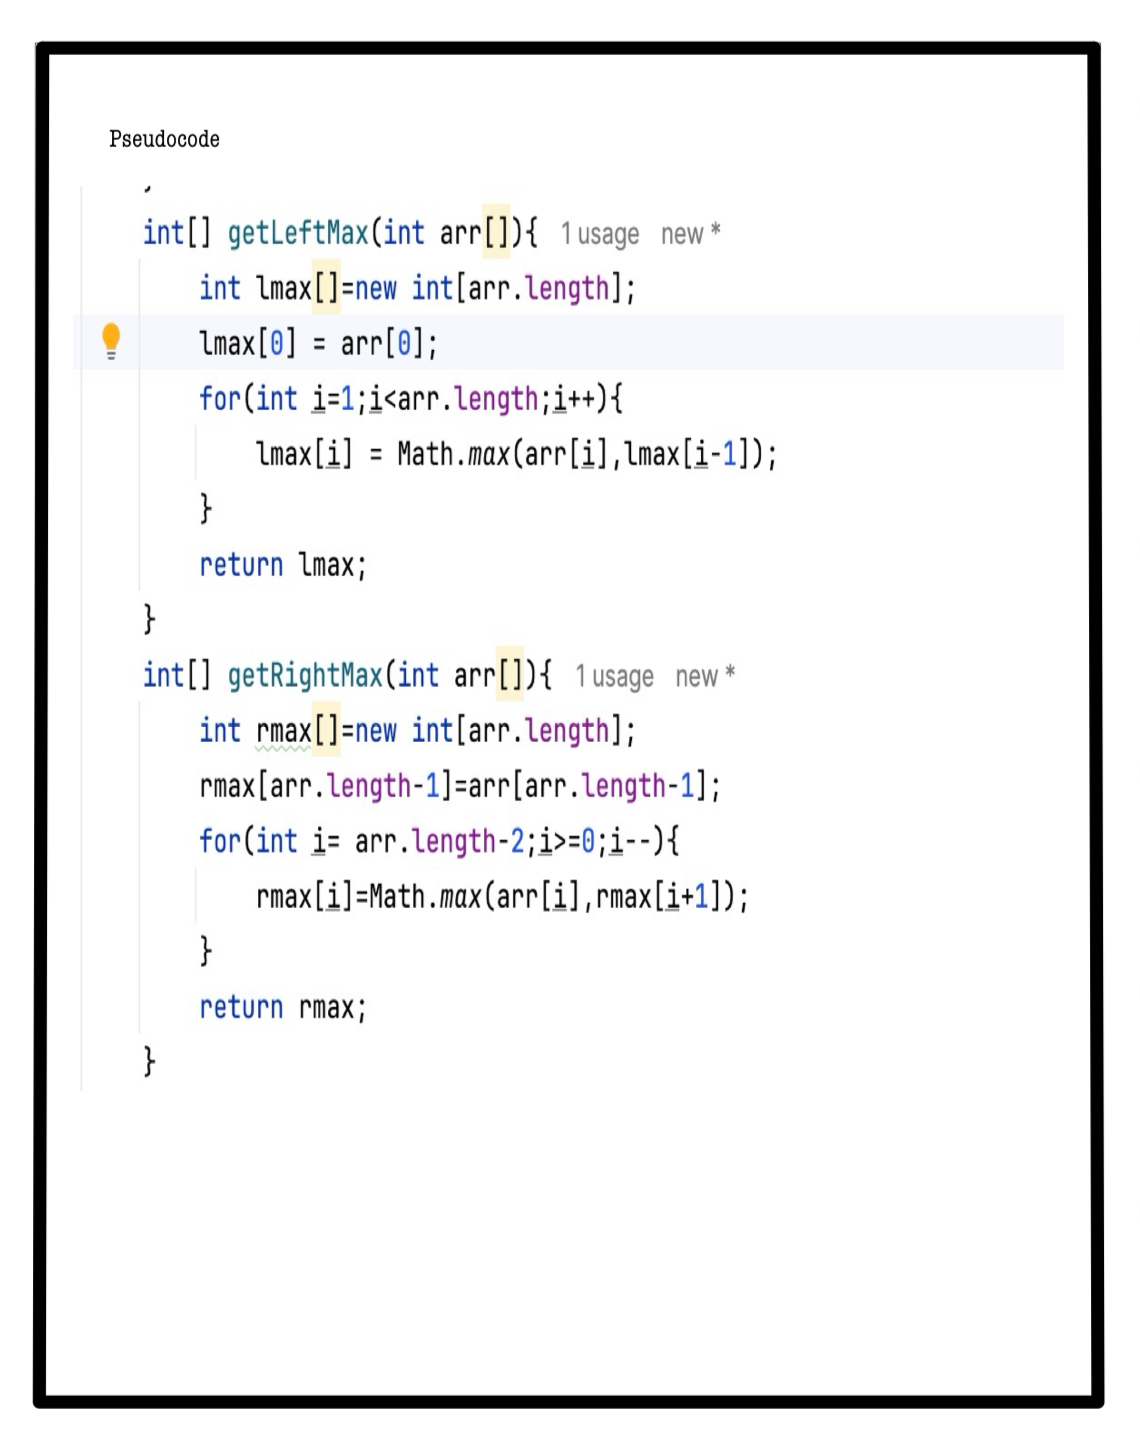 Pseudocode
}
int[] getLeftMax(int arr[]){ 1 usage new *
int lmax[]=new int[arr.length];
lmax[0] = arr[0];
for(int i=1;i<arr.length;i++){
lmax[i] = Math.max(arr[i],lmax[i-1]);
}
return lmax;
}
int[] getRightMax(int arr[]){ 1 usage new *
int rmax[]=new int[arr.length];
rmax[arr.length-1]=arr[arr.length-1];
for(int i= arr.length-2;i>=0;i--){
rmax[i]=Math.max(arr[i],rmax[i+1]);
}
return rmax;
}